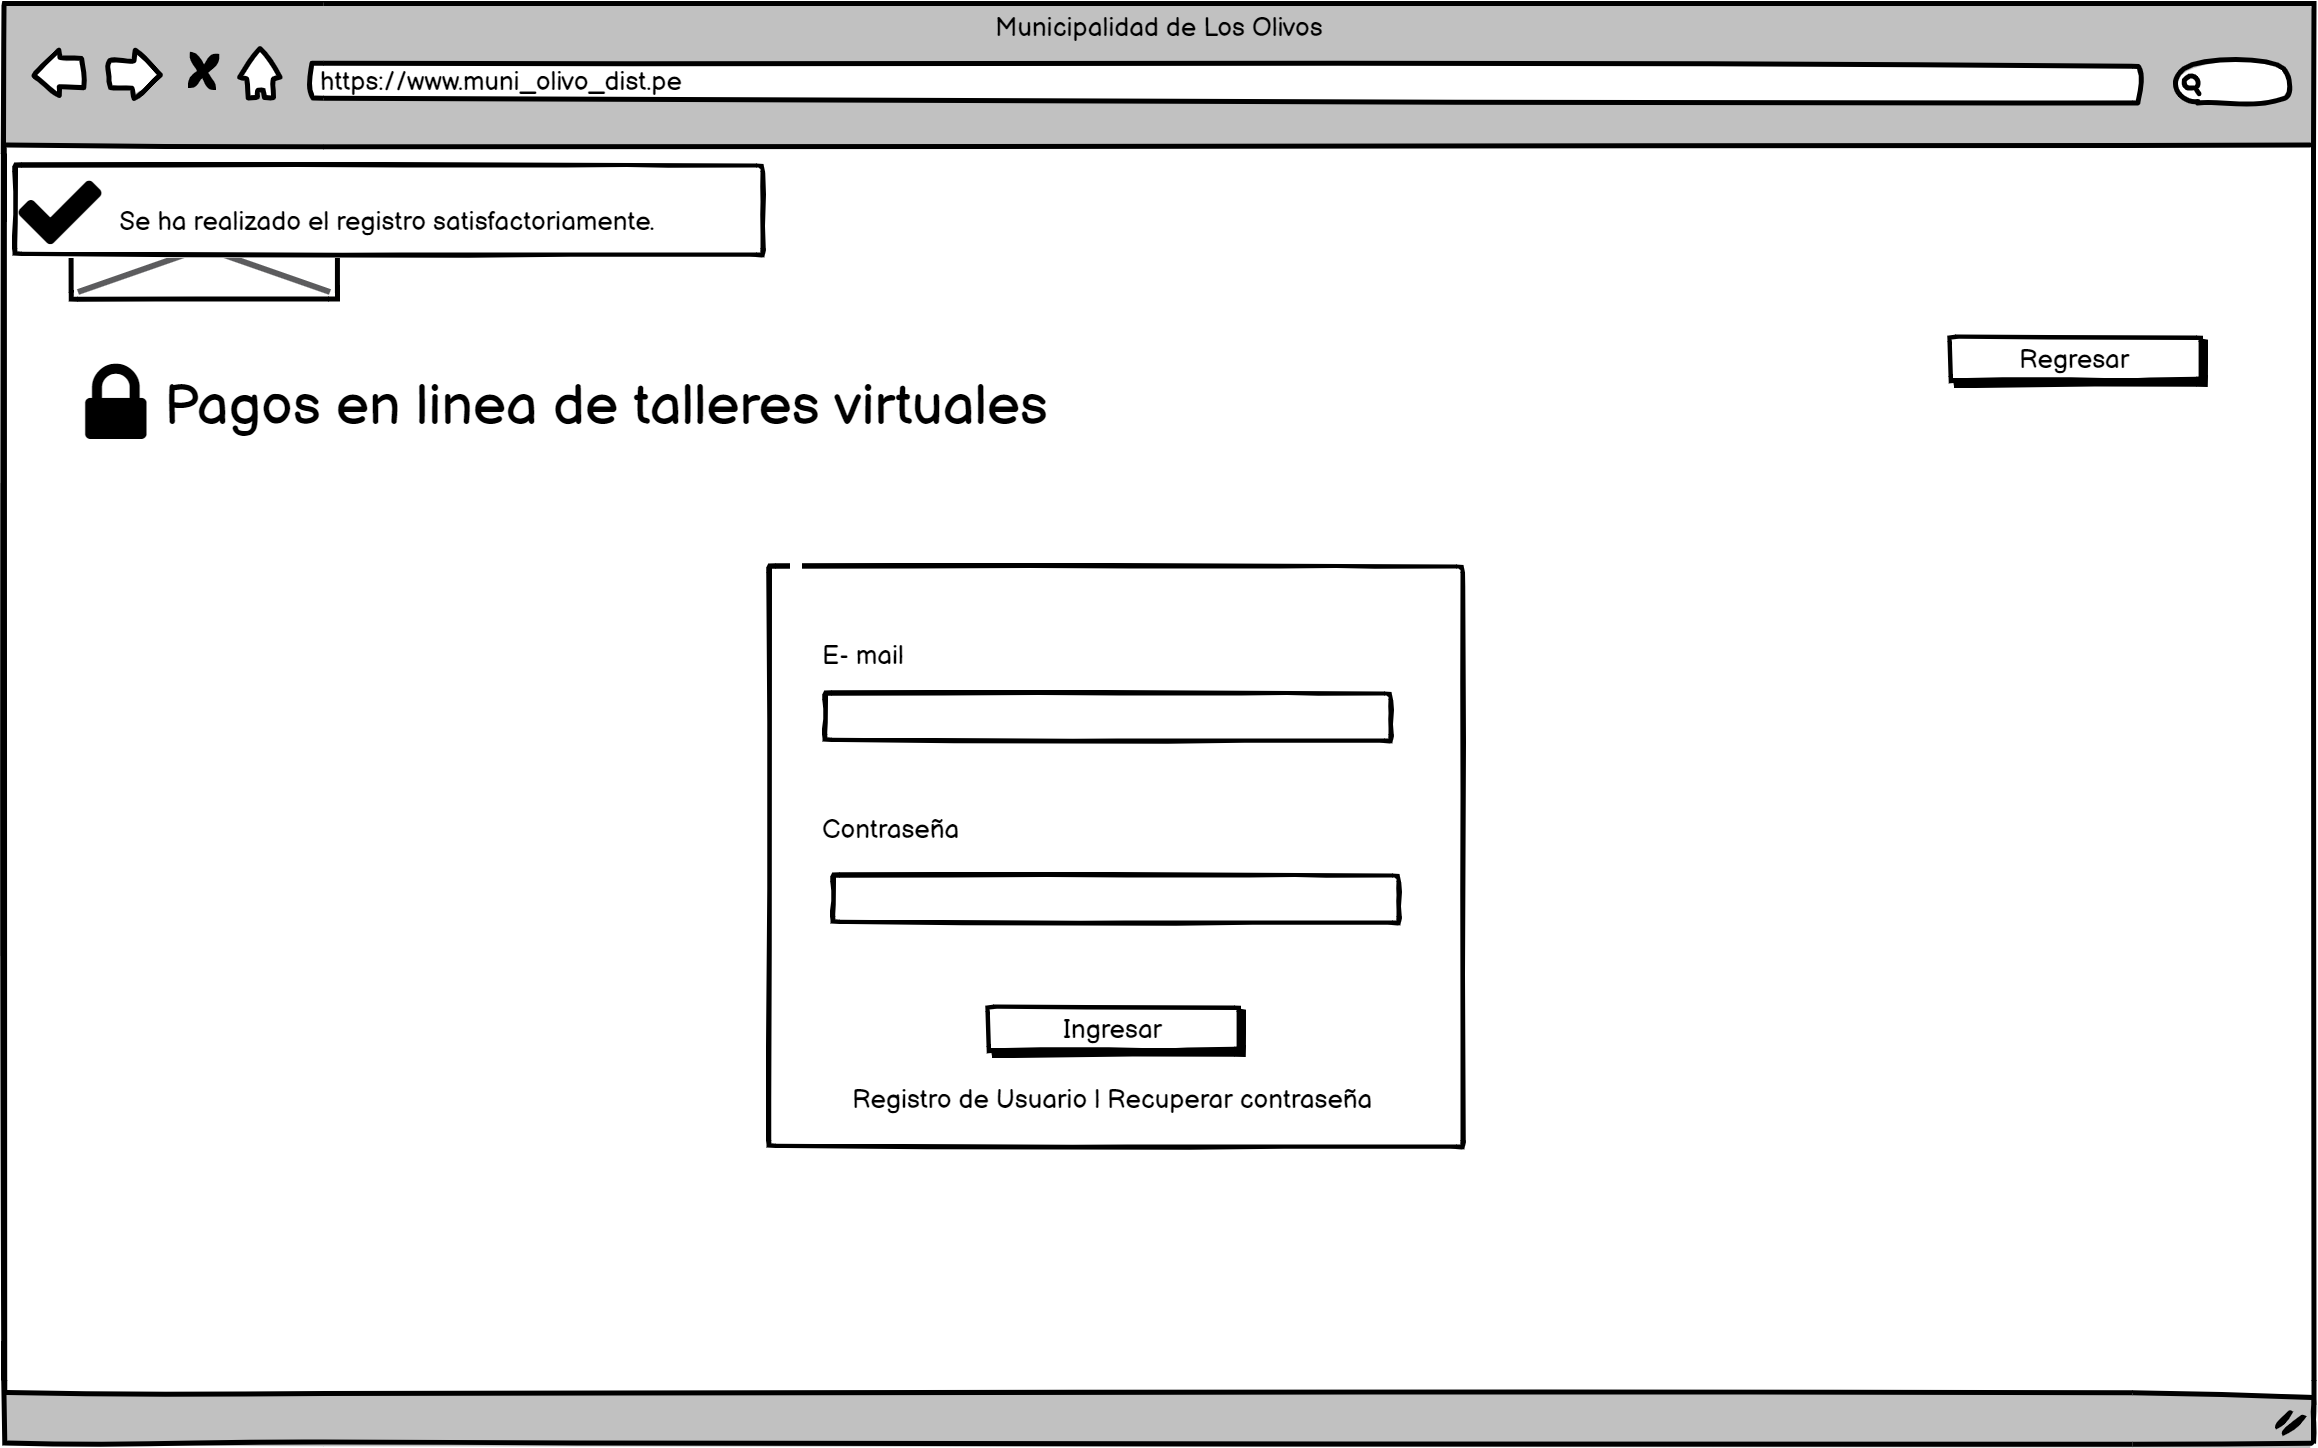 Municipalidad de Los Olivos
https://www.muni_olivo_dist.pe
Se ha realizado el registro satisfactoriamente.
Regresar
Pagos en linea de talleres virtuales
E- mail
Contraseña
Ingresar
Registro de Usuario | Recuperar contraseña